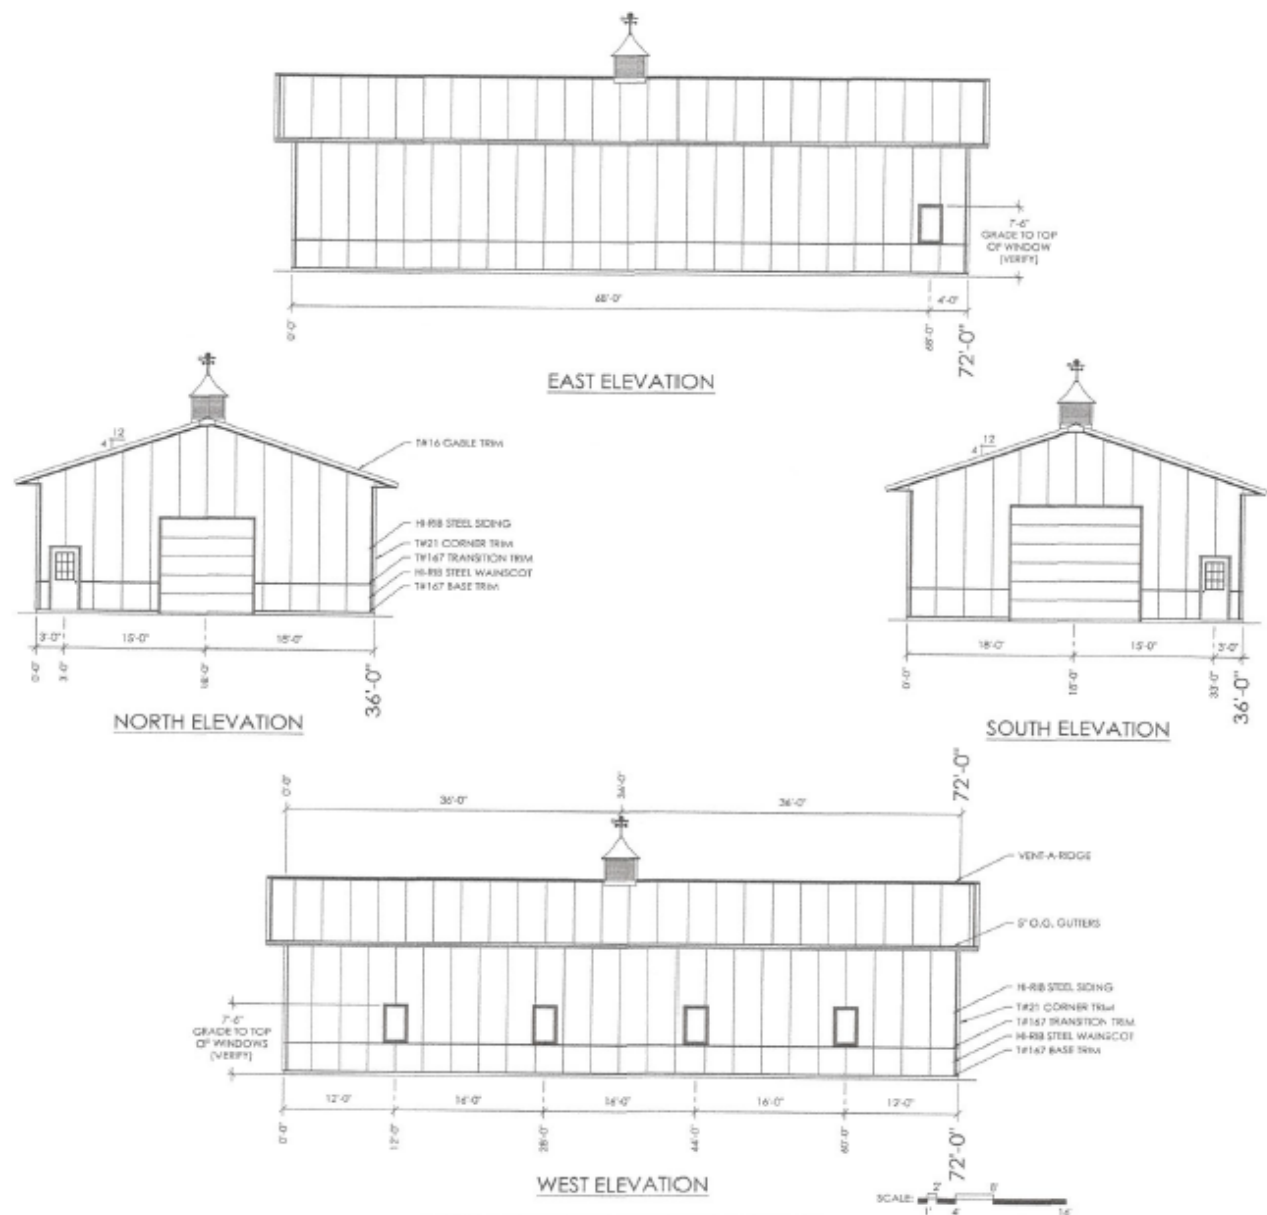 7'-6"
GRADE TO TOP
OF WINDOW
(VERIFY)
68'-0"
4'-0"
0'-0"
68'-0"
72'-0"
EAST ELEVATION
12
4
T#16 GABLE TRIM
HI-RIB STEEL SIDING
T#21 CORNER TRIM
T#167 TRANSITION TRIM
HI-RIB STEEL WAINSCOT
T#167 BASE TRIM
3'-0"
15'-0"
18'-0"
0'-0"
3'-0"
18'-0"
36'-0"
NORTH ELEVATION
12
4
18'-0"
15'-0"
3'-0"
0'-0"
18'-0"
33'-0"
36'-0"
SOUTH ELEVATION
0'-0"
36'-0"
36'-0"
36'-0"
72'-0"
VENT-A-RIDGE
5" O.G. GUTTERS
7'-6"
GRADE TO TOP
OF WINDOWS
(VERIFY)
HI-RIB STEEL SIDING
T#21 CORNER TRIM
T#167 TRANSITION TRIM
HI-RIB STEEL WAINSCOT
T#167 BASE TRIM
12'-0"
16'-0"
16'-0"
16'-0"
12'-0"
0'-0"
12'-0"
28'-0"
44'-0"
60'-0"
72'-0"
WEST ELEVATION
SCALE:
2'
8'
1'
4'
16'